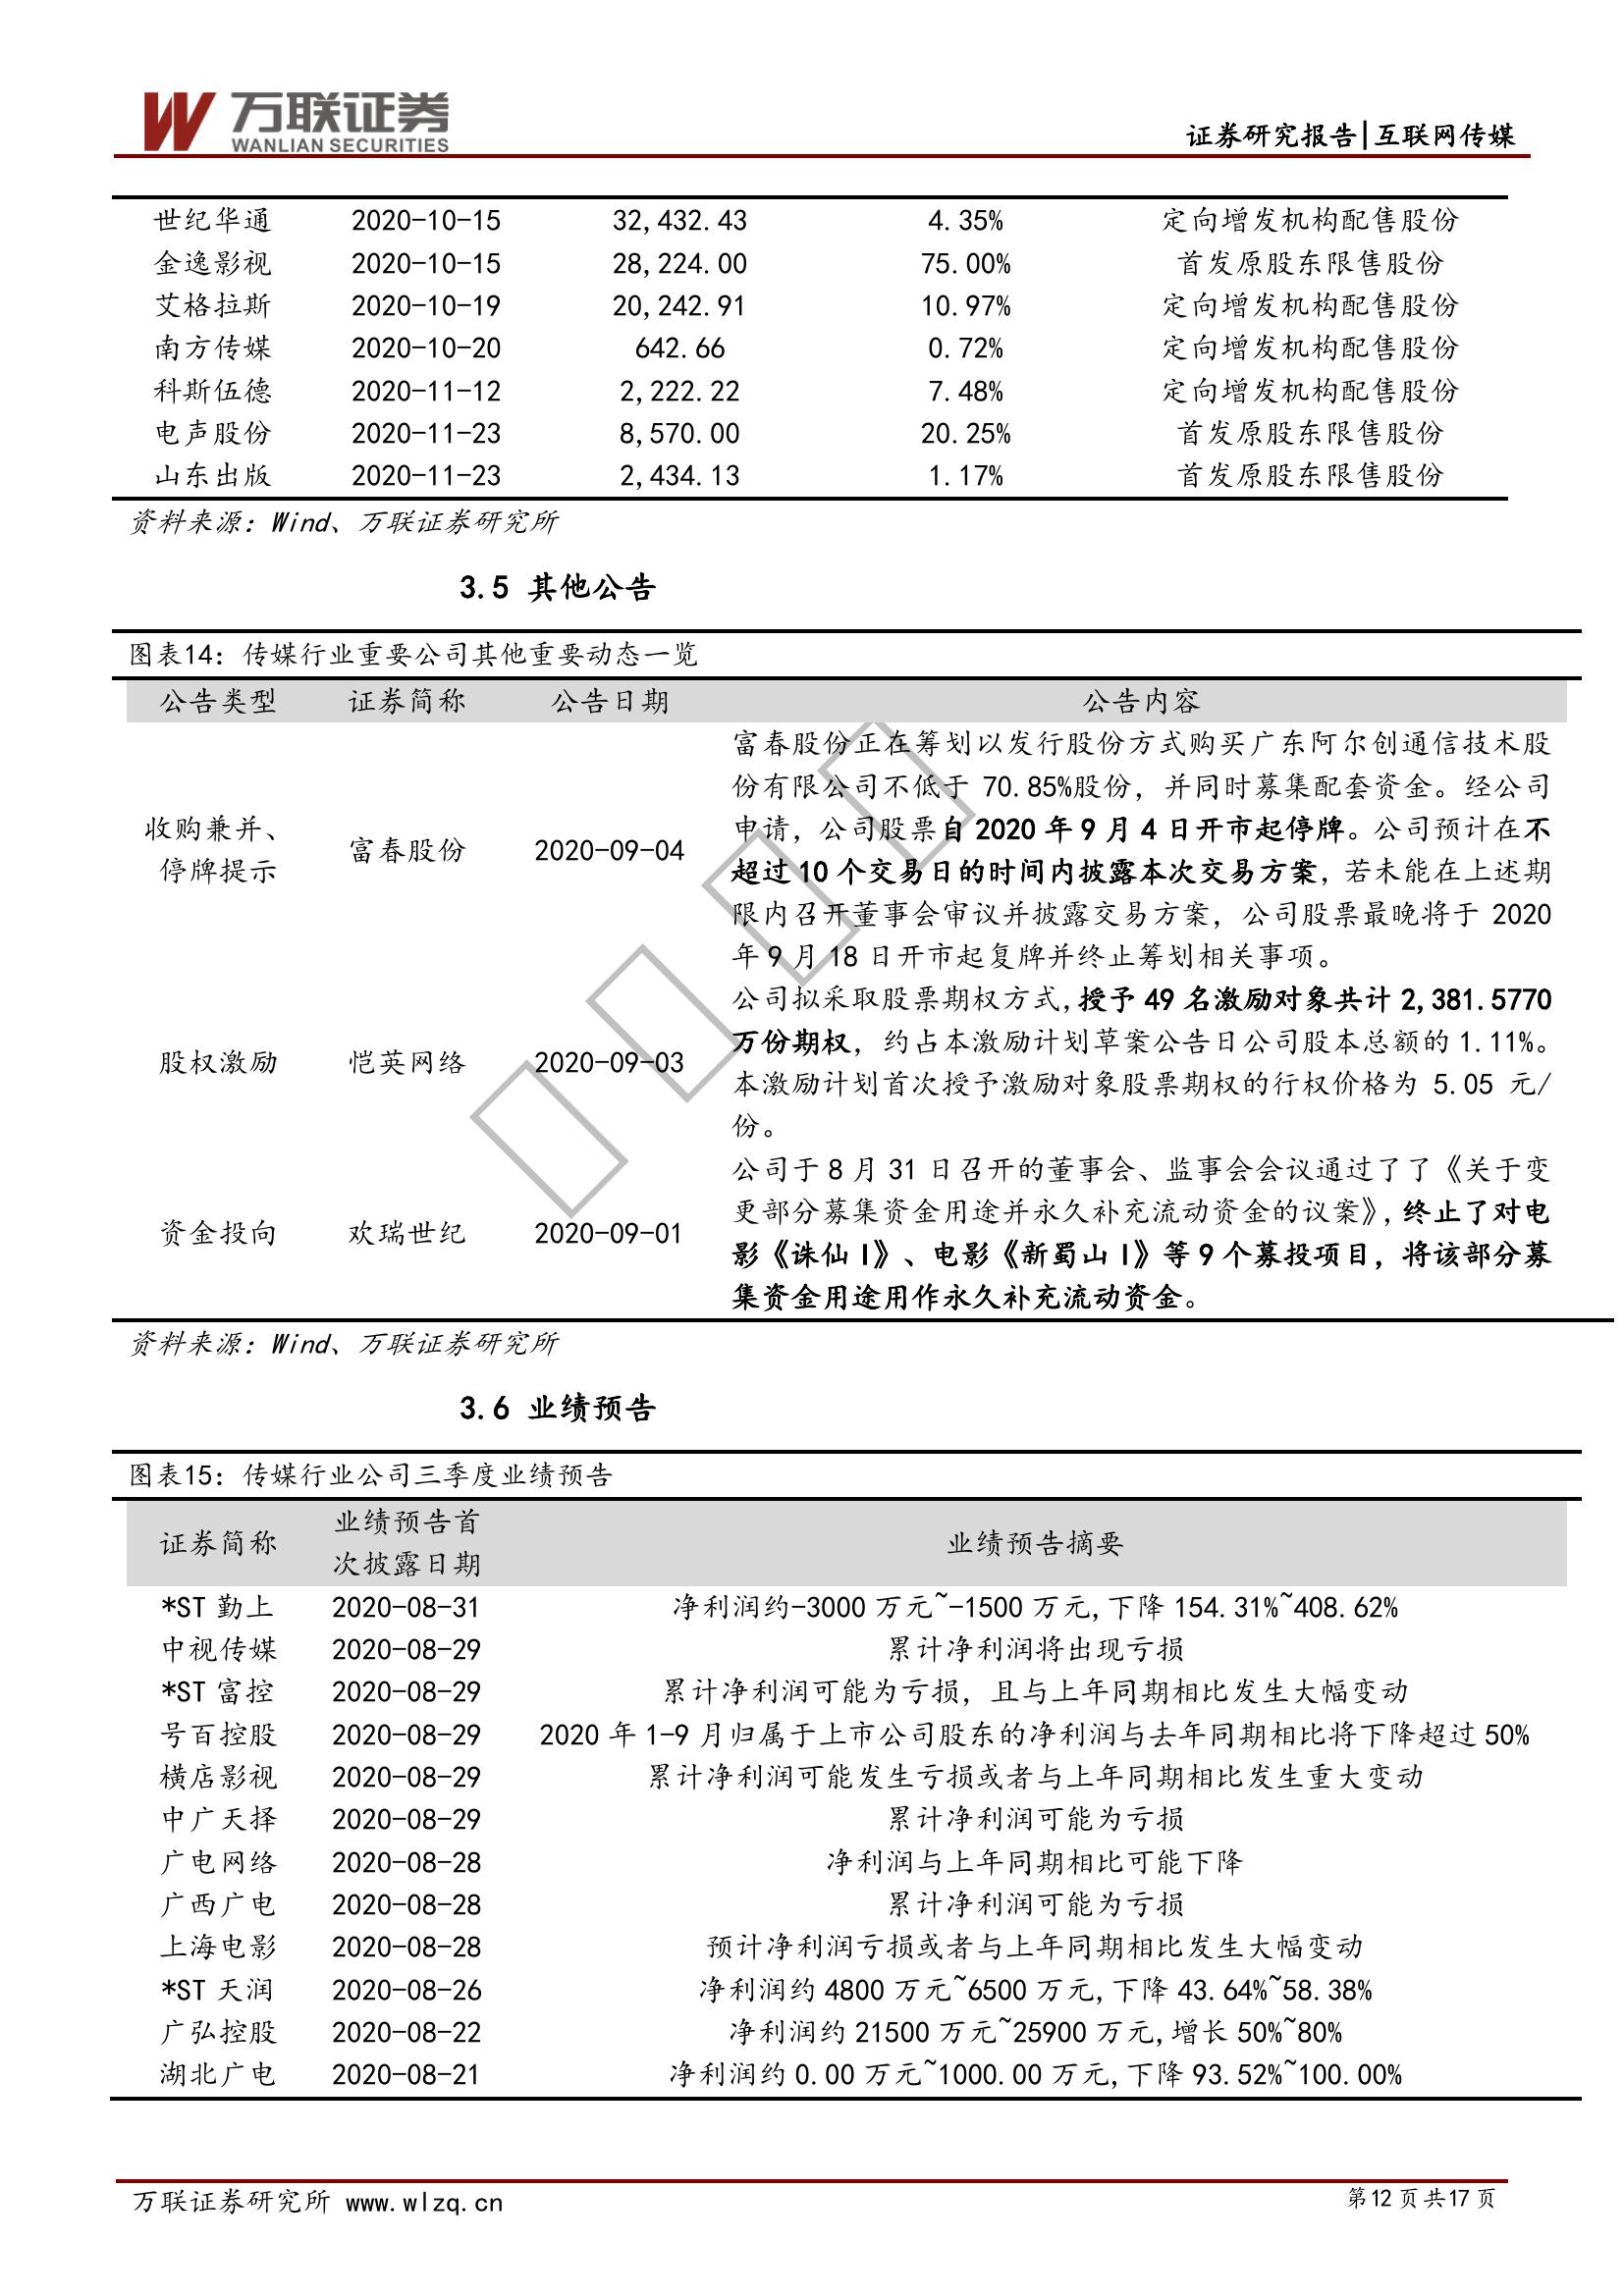 万联证券
WANLIAN SECURITIES
证券研究报告|互联网传媒
世纪华通 2020-10-15 32,432.43 4.35% 定向增发机构配售股份
金逸影视 2020-10-15 28,224.00 75.00% 首发原股东限售股份
艾格拉斯 2020-10-19 20,242.91 10.97% 定向增发机构配售股份
南方传媒 2020-10-20 642.66 0.72% 定向增发机构配售股份
科斯伍德 2020-11-12 2,222.22 7.48% 定向增发机构配售股份
电声股份 2020-11-23 8,570.00 20.25% 首发原股东限售股份
山东出版 2020-11-23 2,434.13 1.17% 首发原股东限售股份
资料来源：Wind、万联证券研究所
3.5 其他公告
图表14：传媒行业重要公司其他重要动态一览
公告类型 证券简称 公告日期 公告内容
收购兼并、
停牌提示
富春股份 2020-09-04
富春股份正在筹划以发行股份方式购买广东阿尔创通信技术股
份有限公司不低于 70.85%股份，并同时募集配套资金。经公司
申请，公司股票自 2020 年 9 月 4 日开市起停牌。公司预计在不
超过 10 个交易日的时间内披露本次交易方案，若未能在上述期
限内召开董事会审议并披露交易方案，公司股票最晚将于 2020
年 9 月 18 日开市起复牌并终止筹划相关事项。
股权激励 恺英网络 2020-09-03
公司拟采取股票期权方式,授予 49 名激励对象共计 2,381.5770
万份期权，约占本激励计划草案公告日公司股本总额的 1.11%。
本激励计划首次授予激励对象股票期权的行权价格为 5.05 元/
份。
资金投向 欢瑞世纪 2020-09-01
公司于 8 月 31 日召开的董事会、监事会会议通过了了《关于变
更部分募集资金用途并永久补充流动资金的议案》,终止了对电
影《诛仙 I》、电影《新蜀山 I》等 9 个募投项目，将该部分募
集资金用途用作永久补充流动资金。
资料来源：Wind、万联证券研究所
3.6 业绩预告
图表15：传媒行业公司三季度业绩预告
证券简称 业绩预告首
次披露日期
业绩预告摘要
*ST 勤上 2020-08-31 净利润约-3000 万元~-1500 万元,下降 154.31%~408.62%
中视传媒 2020-08-29 累计净利润将出现亏损
*ST 富控 2020-08-29 累计净利润可能为亏损，且与上年同期相比发生大幅变动
号百控股 2020-08-29 2020 年 1-9 月归属于上市公司股东的净利润与去年同期相比将下降超过 50%
横店影视 2020-08-29 累计净利润可能发生亏损或者与上年同期相比发生重大变动
中广天择 2020-08-29 累计净利润可能为亏损
广电网络 2020-08-28 净利润与上年同期相比可能下降
广西广电 2020-08-28 累计净利润可能为亏损
上海电影 2020-08-28 预计净利润亏损或者与上年同期相比发生大幅变动
*ST 天润 2020-08-26 净利润约 4800 万元~6500 万元,下降 43.64%~58.38%
广弘控股 2020-08-22 净利润约 21500 万元~25900 万元,增长 50%~80%
湖北广电 2020-08-21 净利润约 0.00 万元~1000.00 万元,下降 93.52%~100.00%
万联证券研究所 www.wlzq.cn
第12 页 共17 页